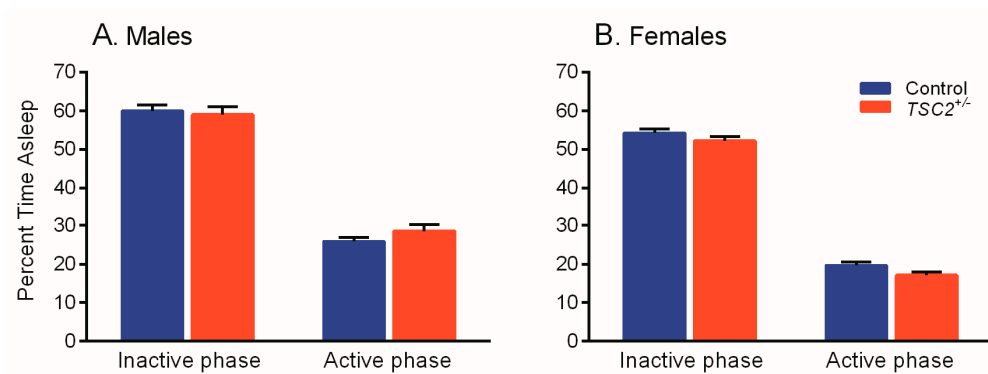 A. Males
B. Females
Percent Time Asleep
70
60
50
40
30
20
10
0
Inactive phase
Active phase
70
60
50
40
30
20
10
0
Inactive phase
Active phase
Control
TSC2+/-